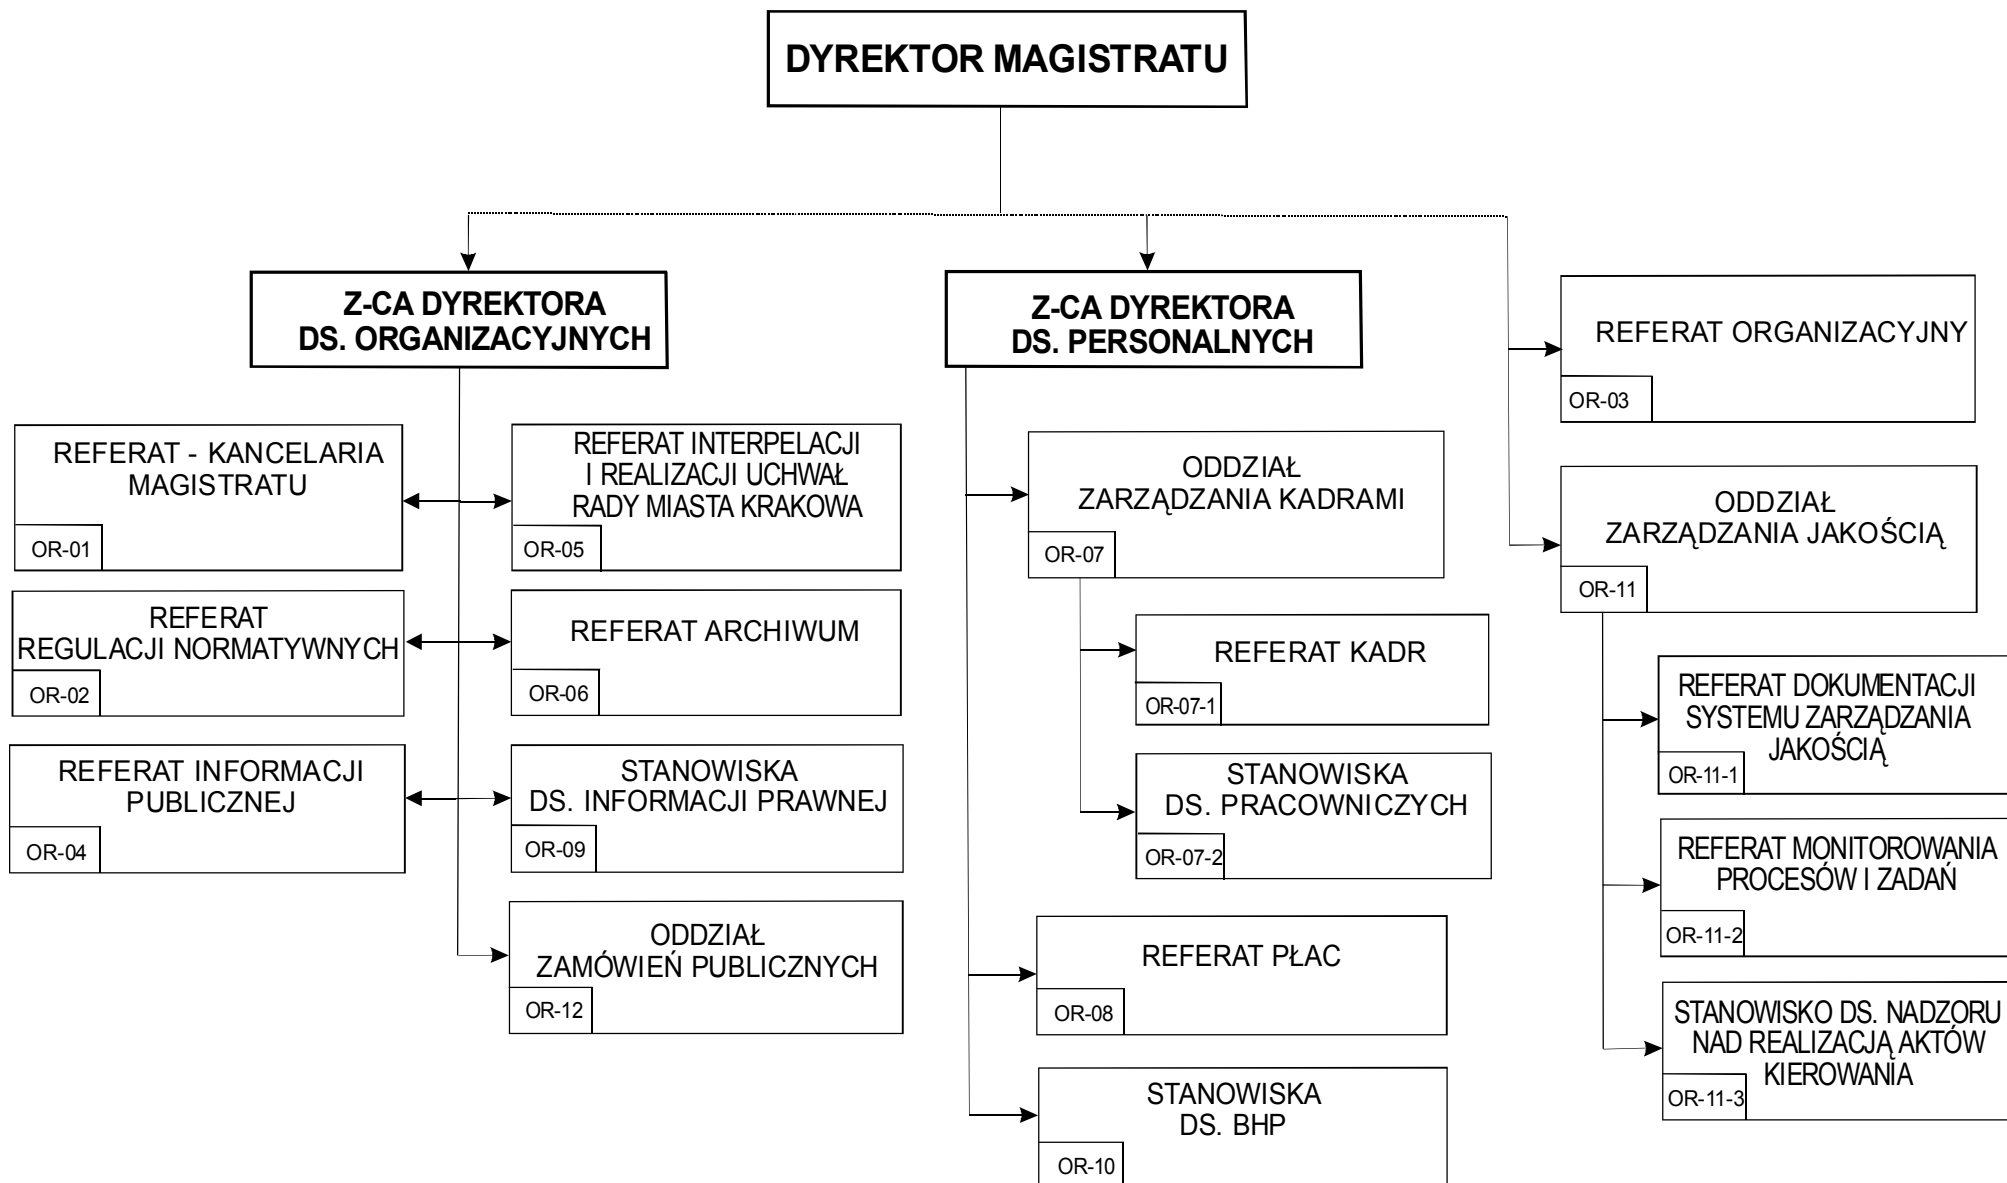 DYREKTOR MAGISTRATU
Z-CA DYREKTORA
DS. ORGANIZACYJNYCH
REFERAT - KANCELARIA
MAGISTRATU
OR-01
REFERAT INTERPELACJI
I REALIZACJI UCHWAŁ
RADY MIASTA KRAKOWA
OR-05
REFERAT
REGULACJI NORMATYWNYCH
OR-02
REFERAT ARCHIWUM
OR-06
REFERAT INFORMACJI
PUBLICZNEJ
OR-04
STANOWISKA
DS. INFORMACJI PRAWNEJ
OR-09
ODDZIAŁ
ZAMÓWIEŃ PUBLICZNYCH
OR-12
Z-CA DYREKTORA
DS. PERSONALNYCH
ODDZIAŁ
ZARZĄDZANIA KADRAMI
OR-07
REFERAT KADR
OR-07-1
STANOWISKA
DS. PRACOWNICZYCH
OR-07-2
REFERAT PŁAC
OR-08
STANOWISKA
DS. BHP
OR-10
REFERAT ORGANIZACYJNY
OR-03
ODDZIAŁ
ZARZĄDZANIA JAKOŚCIĄ
OR-11
REFERAT DOKUMENTACJI
SYSTEMU ZARZĄDZANIA
JAKOŚCIĄ
OR-11-1
REFERAT MONITOROWANIA
PROCESÓW I ZADAŃ
OR-11-2
STANOWISKO DS. NADZORU
NAD REALIZACJĄ AKTÓW
KIEROWANIA
OR-11-3